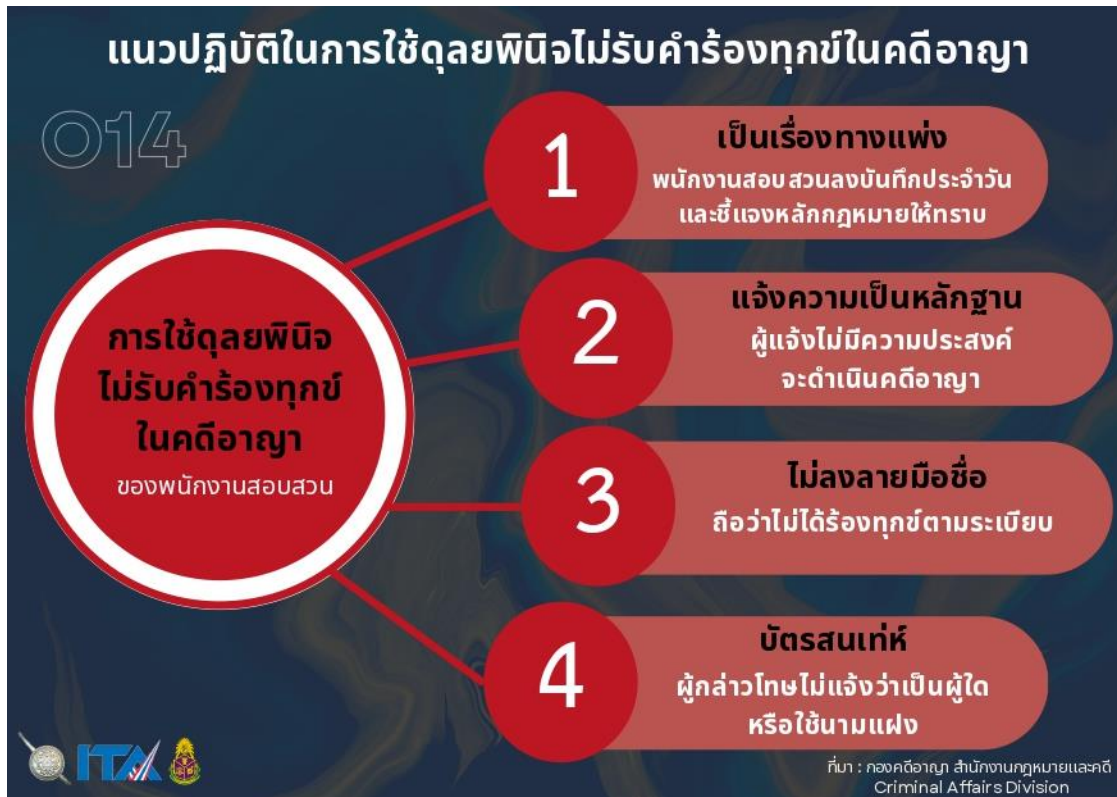 แนวปฏิบัติในการใช้ดุลยพินิจไม่รับคำร้องทุกข์ในคดีอาญา
O14
การใช้ดุลยพินิจ
ไม่รับคำร้องทุกข์
ในคดีอาญา
ของพนักงานสอบสวน
1
เป็นเรื่องทางแพ่ง
พนักงานสอบสวนลงบันทึกประจำวัน
และชี้แจงหลักกฎหมายให้ทราบ
2
แจ้งความเป็นหลักฐาน
ผู้แจ้งไม่มีความประสงค์
จะดำเนินคดีอาญา
3
ไม่ลงลายมือชื่อ
ถือว่าไม่ได้ร้องทุกข์ตามระเบียบ
4
บัตรสนเท่ห์
ผู้กล่าวโทษไม่แจ้งว่าเป็นผู้ใด
หรือใช้นามแฝง
ITA
ที่มา : กองคดีอาญา สำนักงานกฎหมายและคดี
Criminal Affairs Division